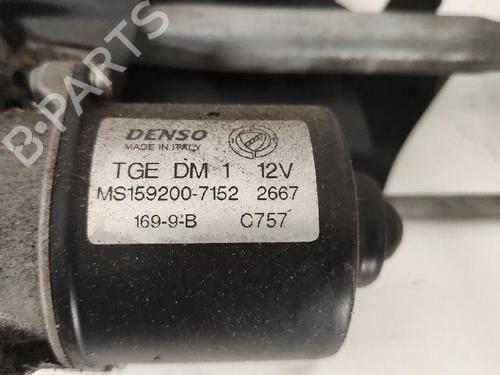 DENSO
MADE IN ITALY
TGE DM 1 12V
MS159200-7152 2667
169-9-B C757
B-PARTS